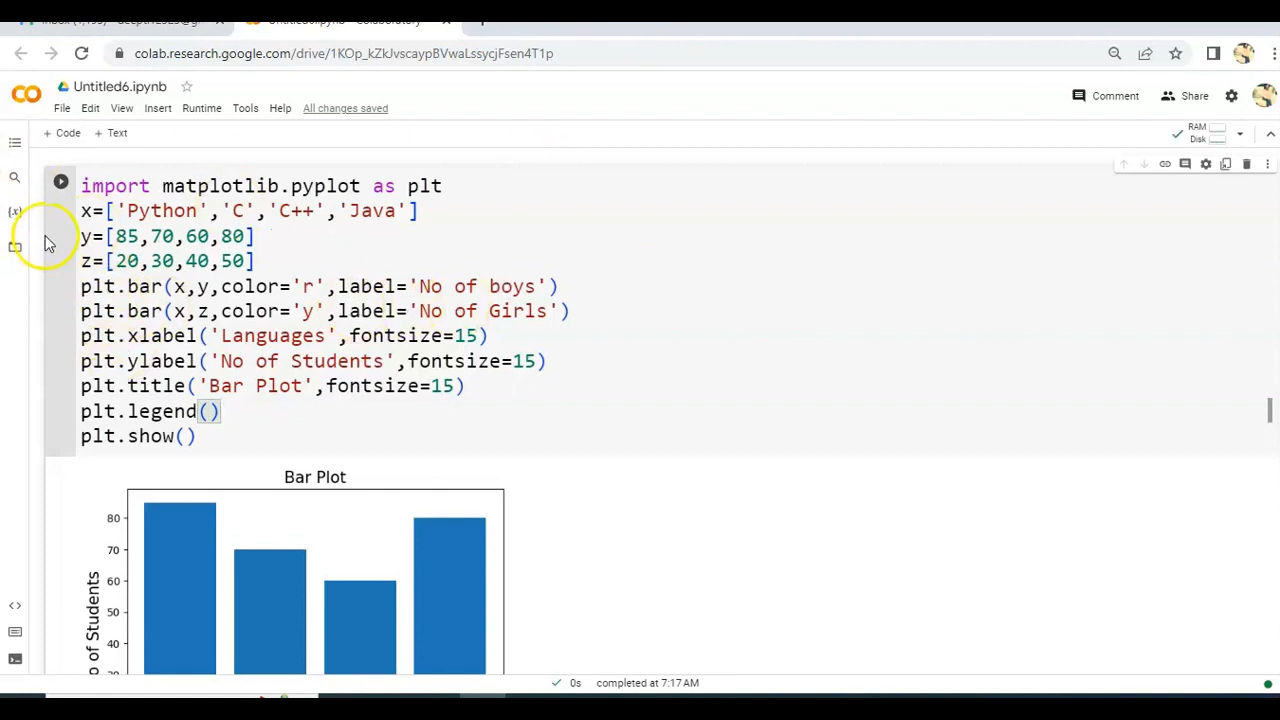 colab.research.google.com/drive/1KOp_kZkJvscaypBVwaLssycjFsen4T1p
Untitled6.ipynb
File Edit View Insert Runtime Tools Help All changes saved
Comment Share
+ Code + Text
RAM
Disk
import matplotlib.pyplot as plt
x=['Python','C','C++','Java']
y=[85,70,60,80]
z=[20,30,40,50]
plt.bar(x,y,color='r',label='No of boys')
plt.bar(x,z,color='y',label='No of Girls')
plt.xlabel('Languages',fontsize=15)
plt.ylabel('No of Students',fontsize=15)
plt.title('Bar Plot',fontsize=15)
plt.legend()
plt.show()
Bar Plot
80
70
60
50
40
of Students
0s completed at 7:17AM